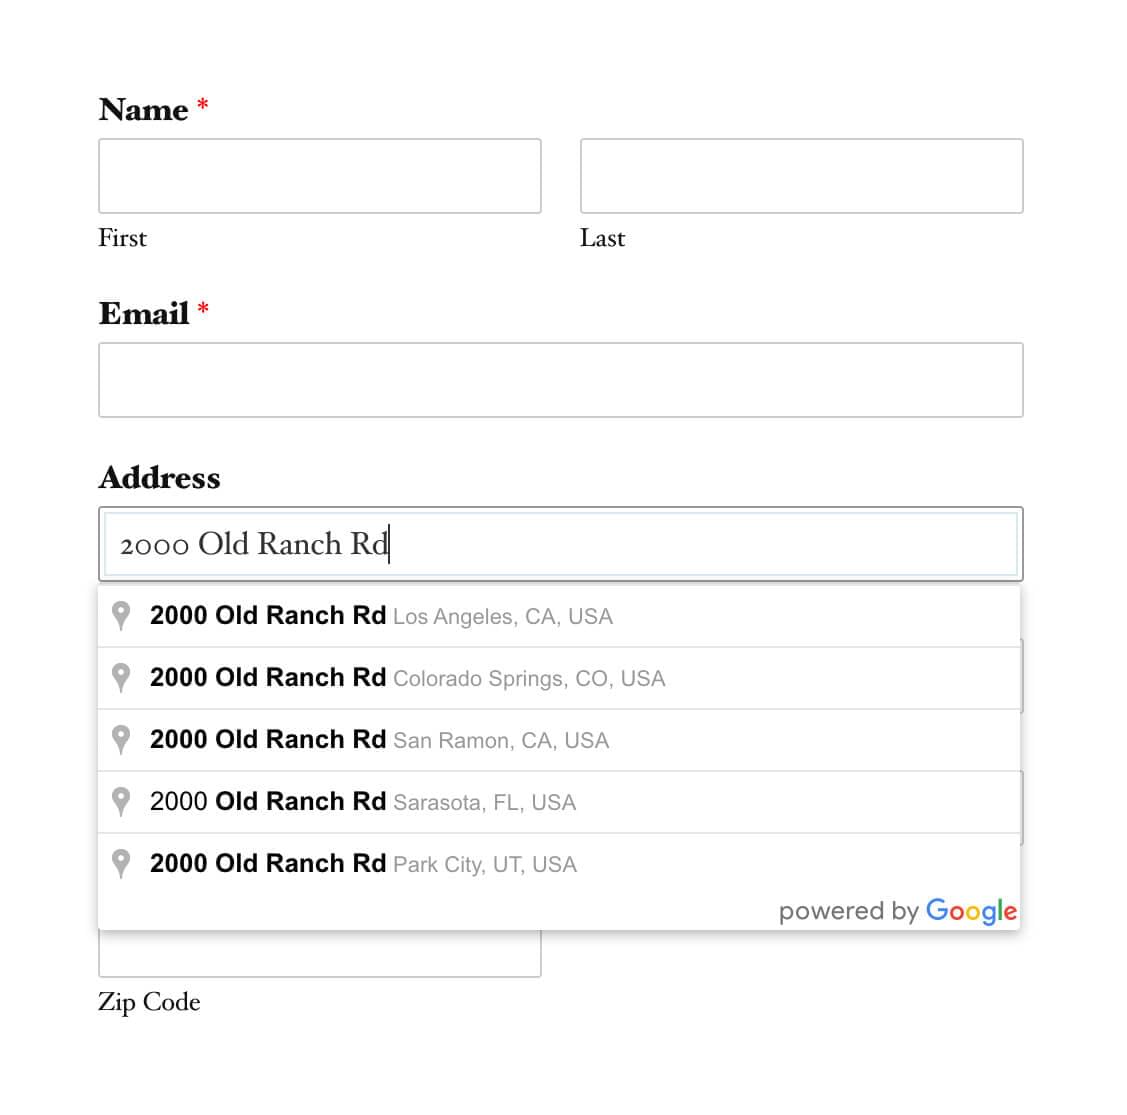 Name *
First Last
Email *
Address
2000 Old Ranch Rd
2000 Old Ranch Rd Los Angeles, CA, USA
2000 Old Ranch Rd Colorado Springs, CO, USA
2000 Old Ranch Rd San Ramon, CA, USA
2000 Old Ranch Rd Sarasota, FL, USA
2000 Old Ranch Rd Park City, UT, USA
powered by Google
Zip Code